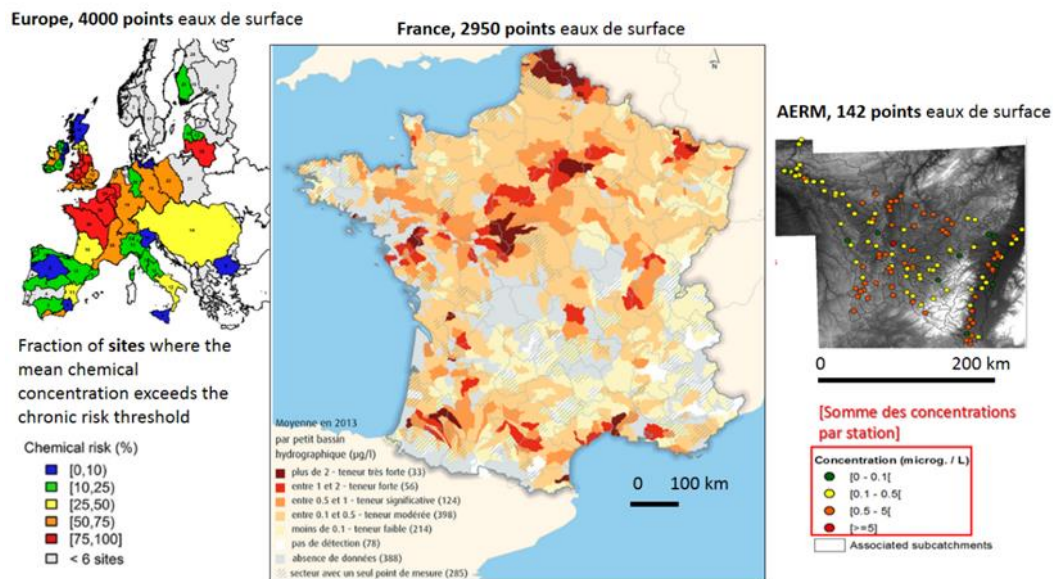 Europe, 4000 points eaux de surface
France, 2950 points eaux de surface
N
AERM, 142 points eaux de surface
Fraction of sites where the
mean chemical
concentration exceeds the
chronic risk threshold
Chemical risk (%)
[0,10)
[10,25)
[25,50)
[50,75)
[75,100]
< 6 sites
Moyenne en 2013
par petit bassin
hydrographique (µg/l)
plus de 2 - teneur très forte (33)
entre 1 et 2 - teneur forte (56)
entre 0.5 et 1 - teneur significative (124)
entre 0.1 et 0.5 - teneur modérée (398)
moins de 0.1 - teneur faible (214)
pas de détection (78)
absence de données (388)
secteur avec un seul point de mesure (285)
0 100 km
0 200 km
[Somme des concentrations
par station]
Concentration (microg. / L)
[0 - 0.1[
[0.1 - 0.5[
[0.5 - 5[
[>=5]
Associated subcatchments